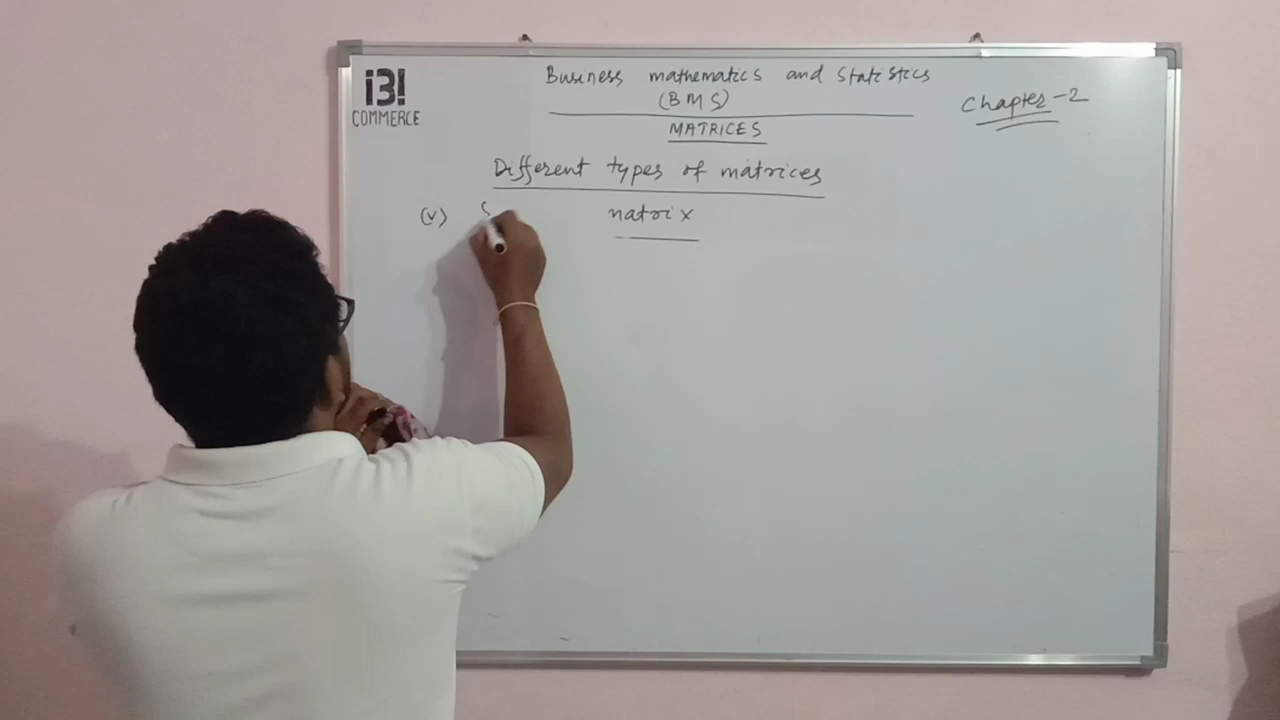 i3!
COMMERCE
Business mathematics and statistics
(BMS)
Chapter-2
MATRICES
Different types of matrices
(v) S matrix